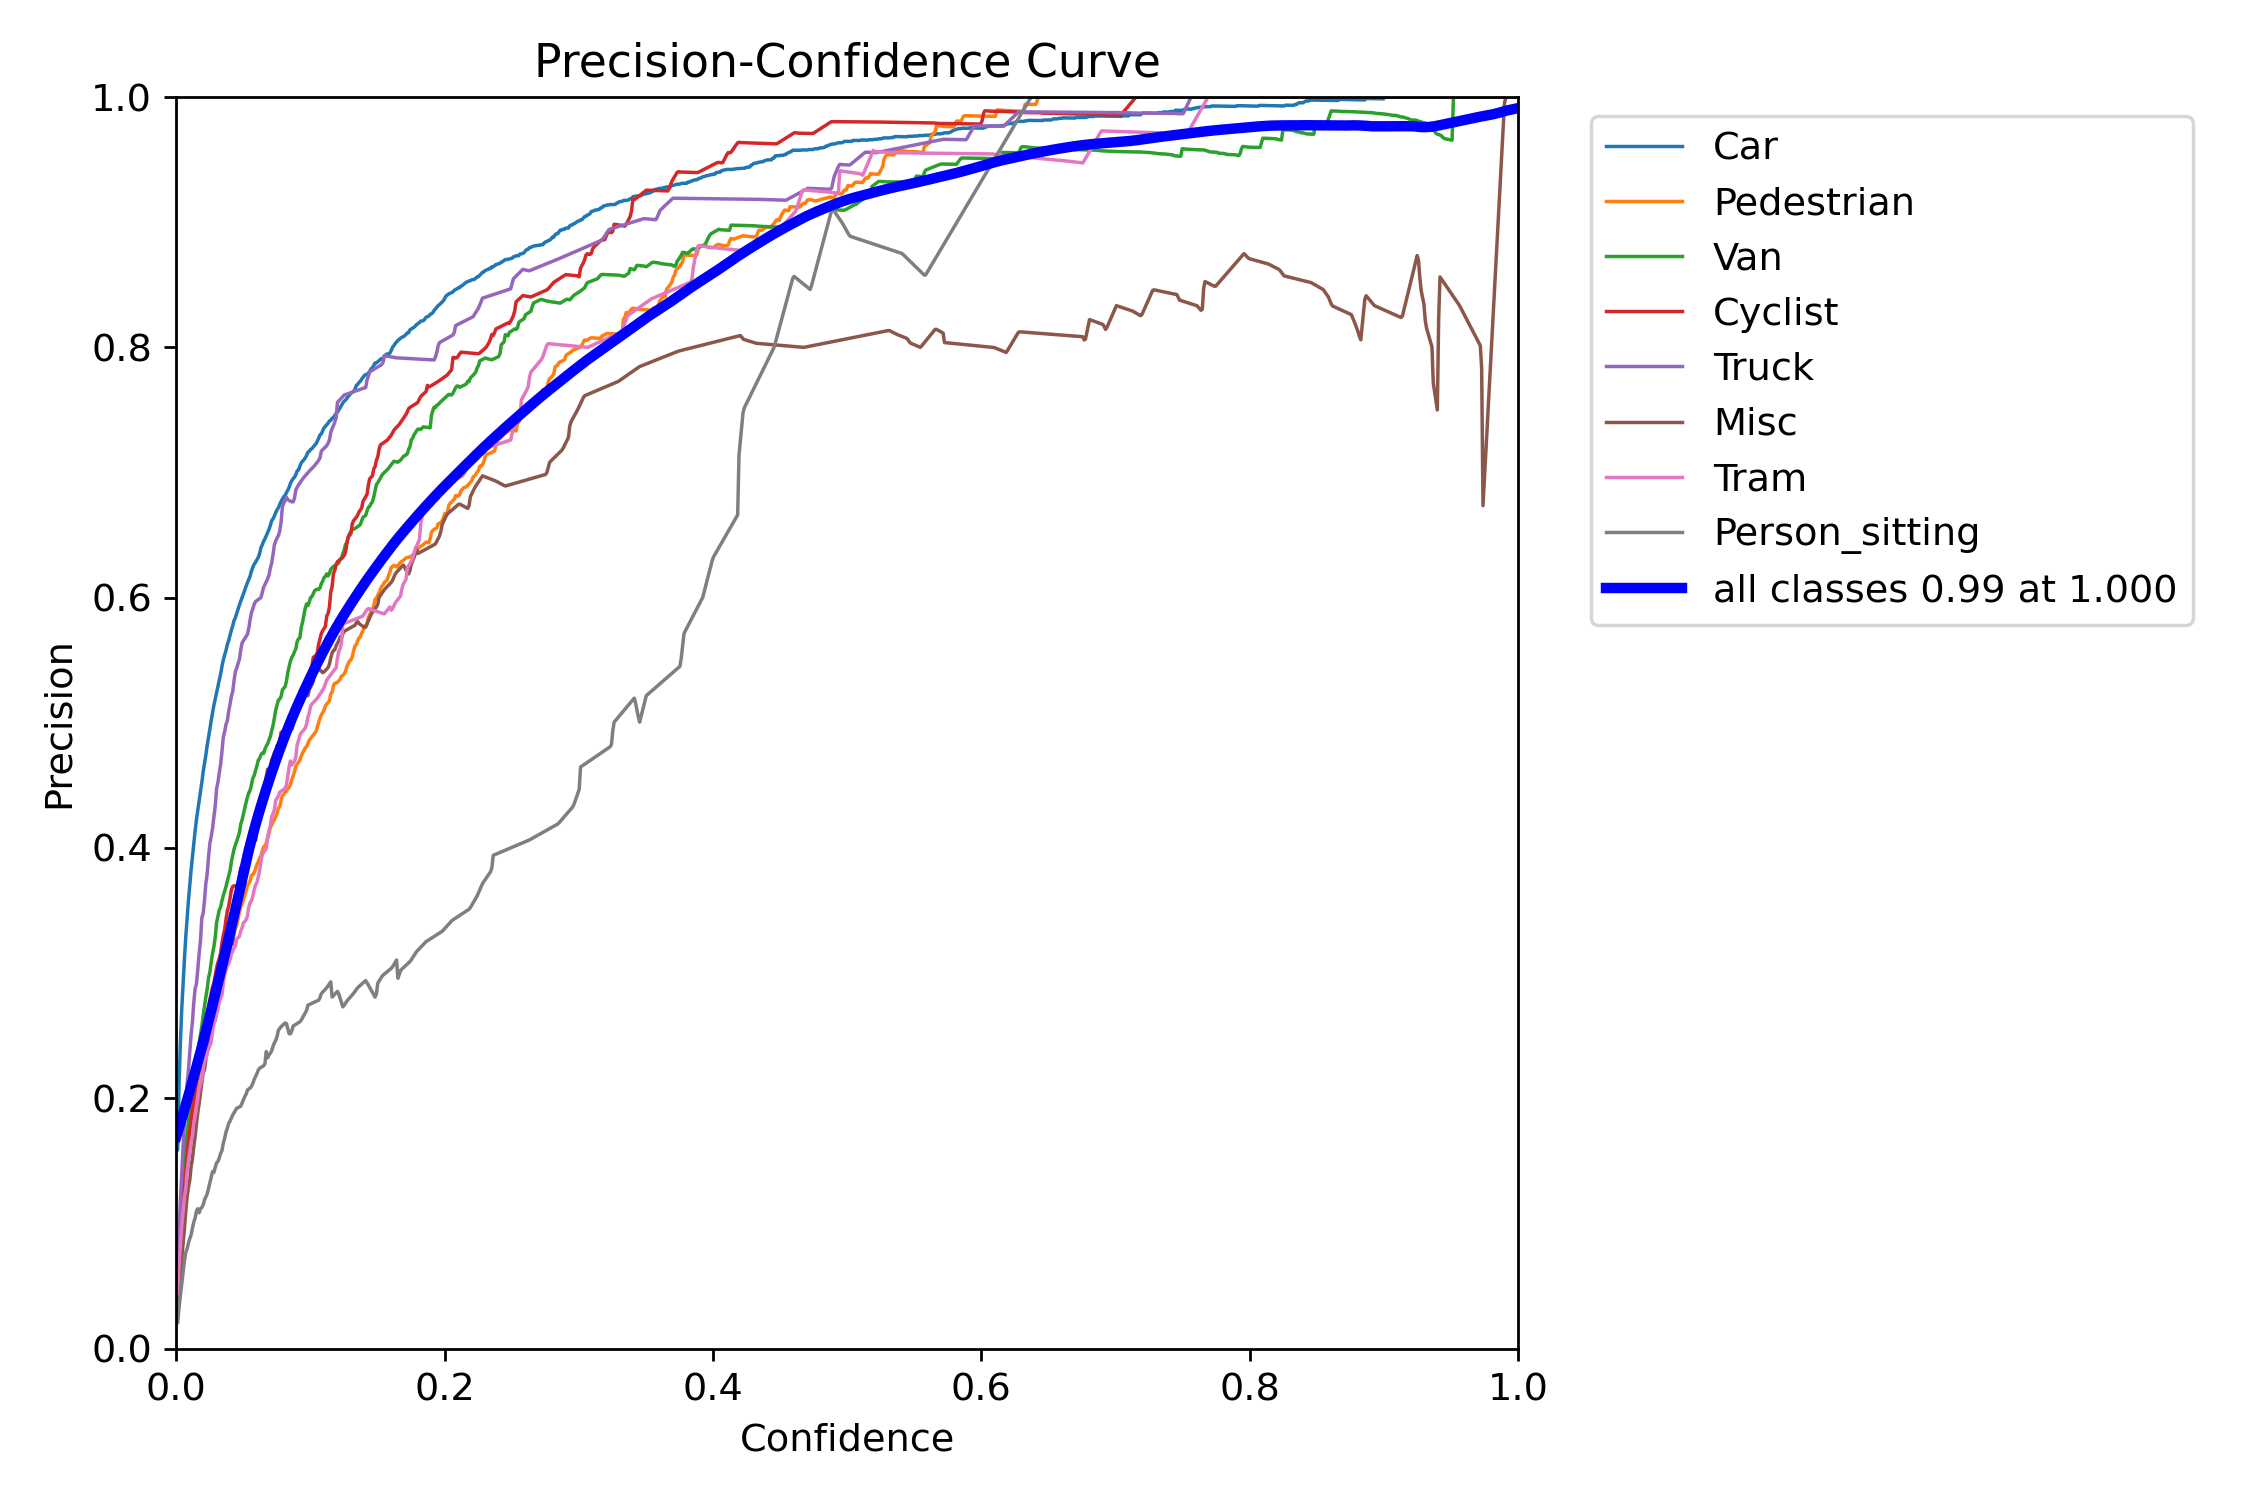 Precision-Confidence Curve
1.0
0.8
0.6
0.4
0.2
0.0
Precision
0.0 0.2 0.4 0.6 0.8 1.0
Confidence
Car
Pedestrian
Van
Cyclist
Truck
Misc
Tram
Person_sitting
all classes 0.99 at 1.000